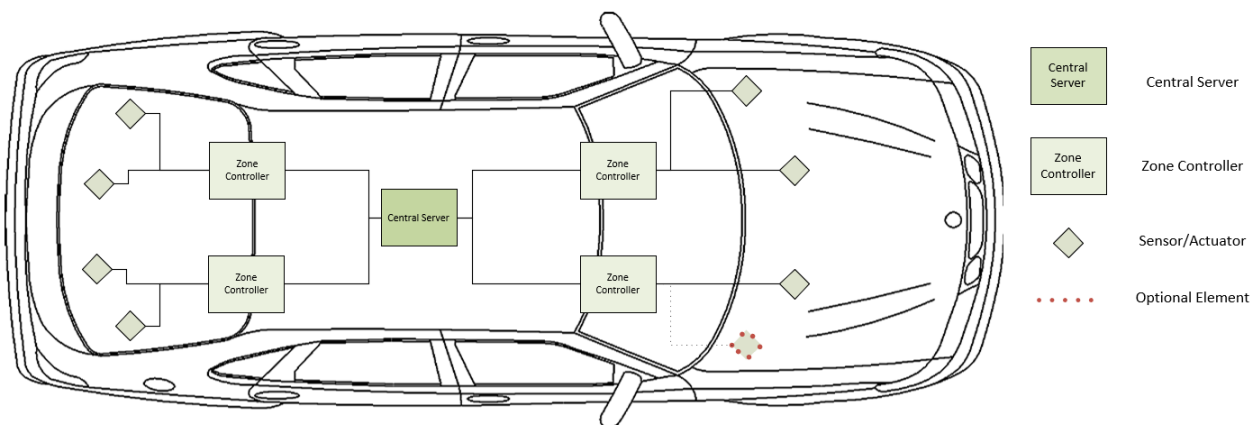 Zone
Controller
Zone
Controller
Central Server
Zone
Controller
Zone
Controller
Central
Server
Central Server
Zone
Controller
Zone Controller
Sensor/Actuator
Optional Element